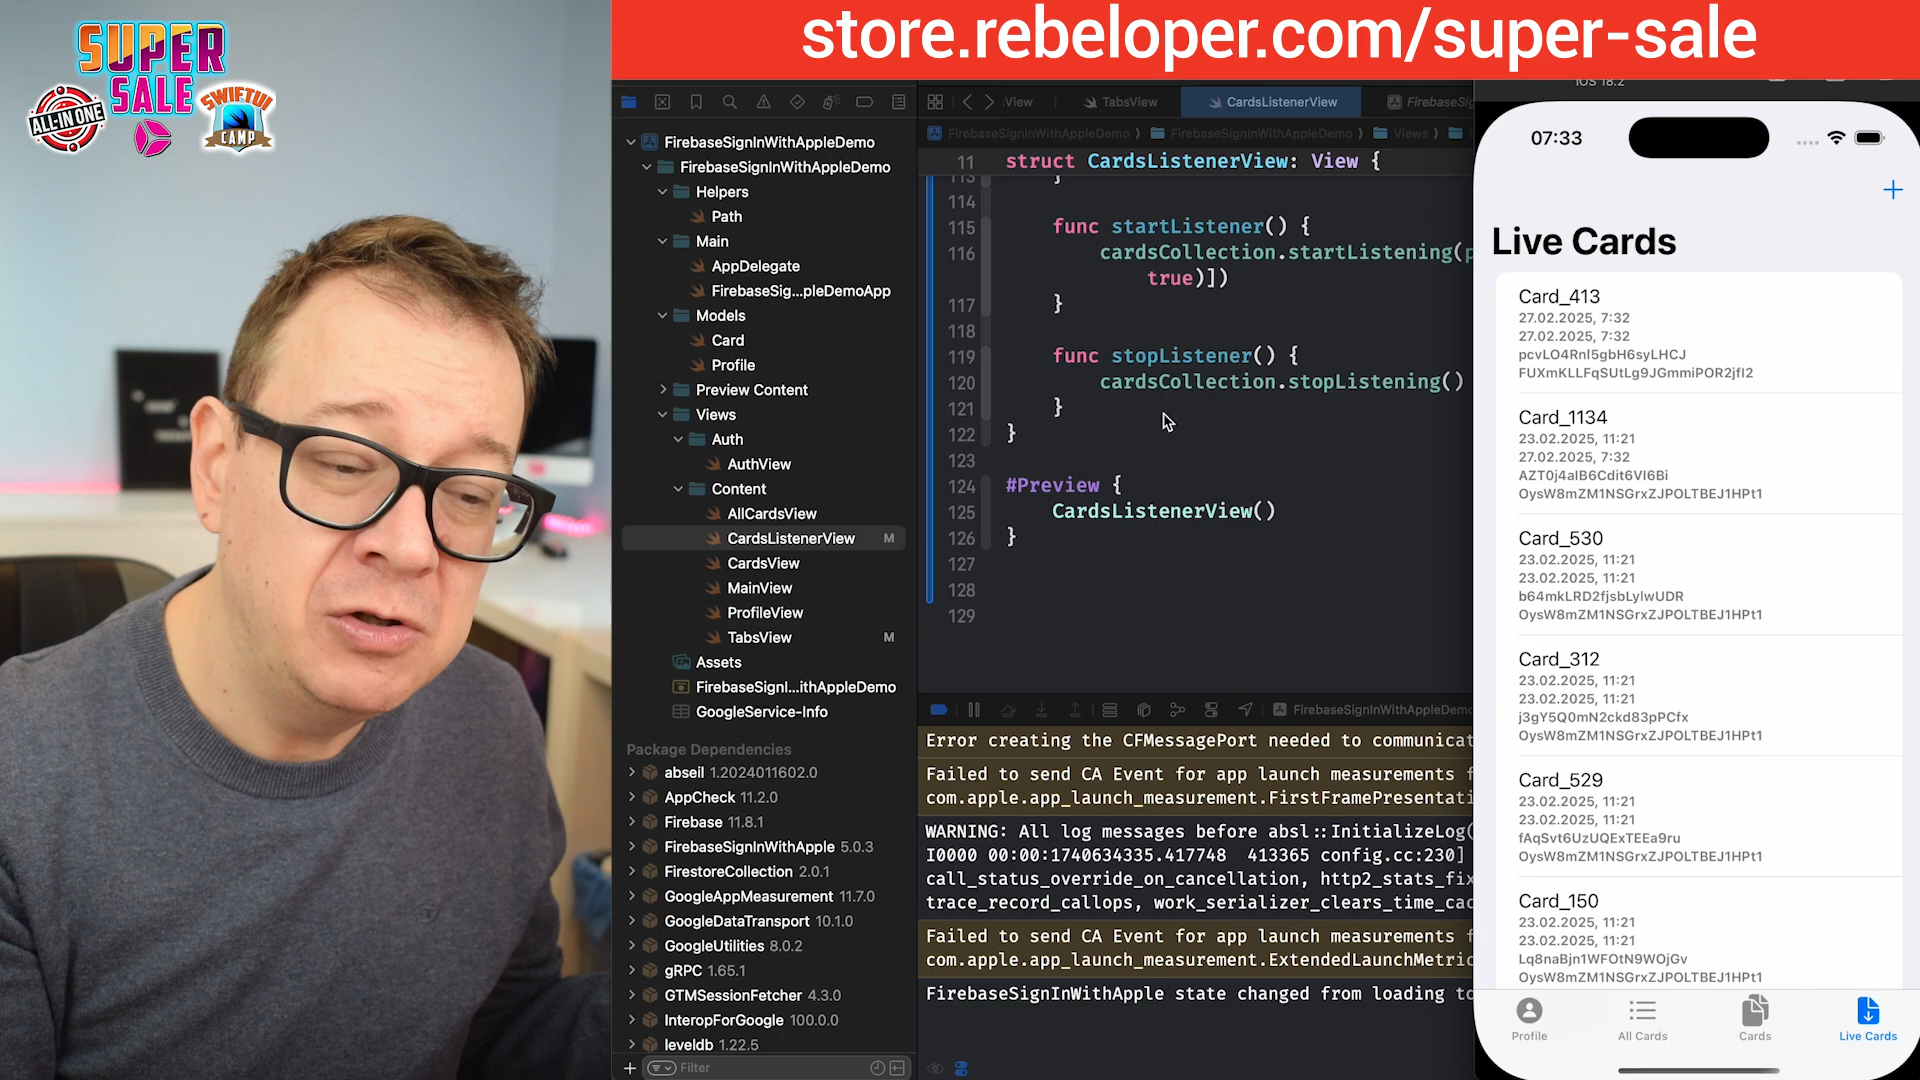 store.rebeloper.com/super-sale
SUPER
SALE
ALL-IN ONE
SWIFTUI
CAMP
FirebaseSignInWithAppleDemo
FirebaseSignInWithAppleDemo
Helpers
Path
Main
AppDelegate
FirebaseSig...pleDemoApp
Models
Card
Profile
Preview Content
Views
Auth
AuthView
Content
AllCardsView
CardsListenerView M
CardsView
MainView
ProfileView
TabsView M
Assets
FirebaseSignI...ithAppleDemo
GoogleService-Info
Package Dependencies
abseil 1.2024011602.0
AppCheck 11.2.0
Firebase 11.8.1
FirebaseSignInWithApple 5.0.3
FirestoreCollection 2.0.1
GoogleAppMeasurement 11.7.0
GoogleDataTransport 10.1.0
GoogleUtilities 8.0.2
gRPC 1.65.1
GTMSessionFetcher 4.3.0
InteropForGoogle 100.0.0
leveldb 1.22.5
Filter
View TabsView CardsListenerView FirebaseSig
FirebaseSignInWithAppleDemo FirebaseSignInWithAppleDemo Views
11 struct CardsListenerView: View {
113 }
114
115 func startListener() {
116 cardsCollection.startListening(
true)])
117 }
118
119 func stopListener() {
120 cardsCollection.stopListening()
121 }
122 }
123
124 #Preview {
125 CardsListenerView()
126 }
127
128
129
FirebaseSignInWithAppleDemo
Error creating the CFMessagePort needed to communicat
Failed to send CA Event for app launch measurements f
com.apple.app_launch_measurement.FirstFramePresentati
WARNING: All log messages before absl::InitializeLog(
I0000 00:00:1740634335.417748 413365 config.cc:230]
call_status_override_on_cancellation, http2_stats_fix
trace_record_callops, work_serializer_clears_time_cac
Failed to send CA Event for app launch measurements f
com.apple.app_launch_measurement.ExtendedLaunchMetric
FirebaseSignInWithApple state changed from loading to
iOS 18.2
07:33
+
Live Cards
Card_413
27.02.2025, 7:32
27.02.2025, 7:32
pcvLO4RnI5gbH6syLHCJ
FUXmKLLFqSUtLg9JGmmiPOR2jfI2
Card_1134
23.02.2025, 11:21
27.02.2025, 7:32
AZT0j4aIB6Cdit6VI6Bi
OysW8mZM1NSGrxZJPOLTBEJ1HPt1
Card_530
23.02.2025, 11:21
23.02.2025, 11:21
b64mkLRD2fjsbLylwUDR
OysW8mZM1NSGrxZJPOLTBEJ1HPt1
Card_312
23.02.2025, 11:21
23.02.2025, 11:21
j3gY5Q0mN2ckd83pPCfx
OysW8mZM1NSGrxZJPOLTBEJ1HPt1
Card_529
23.02.2025, 11:21
23.02.2025, 11:21
fAqSvt6UzUQExTEEa9ru
OysW8mZM1NSGrxZJPOLTBEJ1HPt1
Card_150
23.02.2025, 11:21
23.02.2025, 11:21
Lq8naBjn1WFOtN9WOjGv
OysW8mZM1NSGrxZJPOLTBEJ1HPt1
Profile All Cards Cards Live Cards